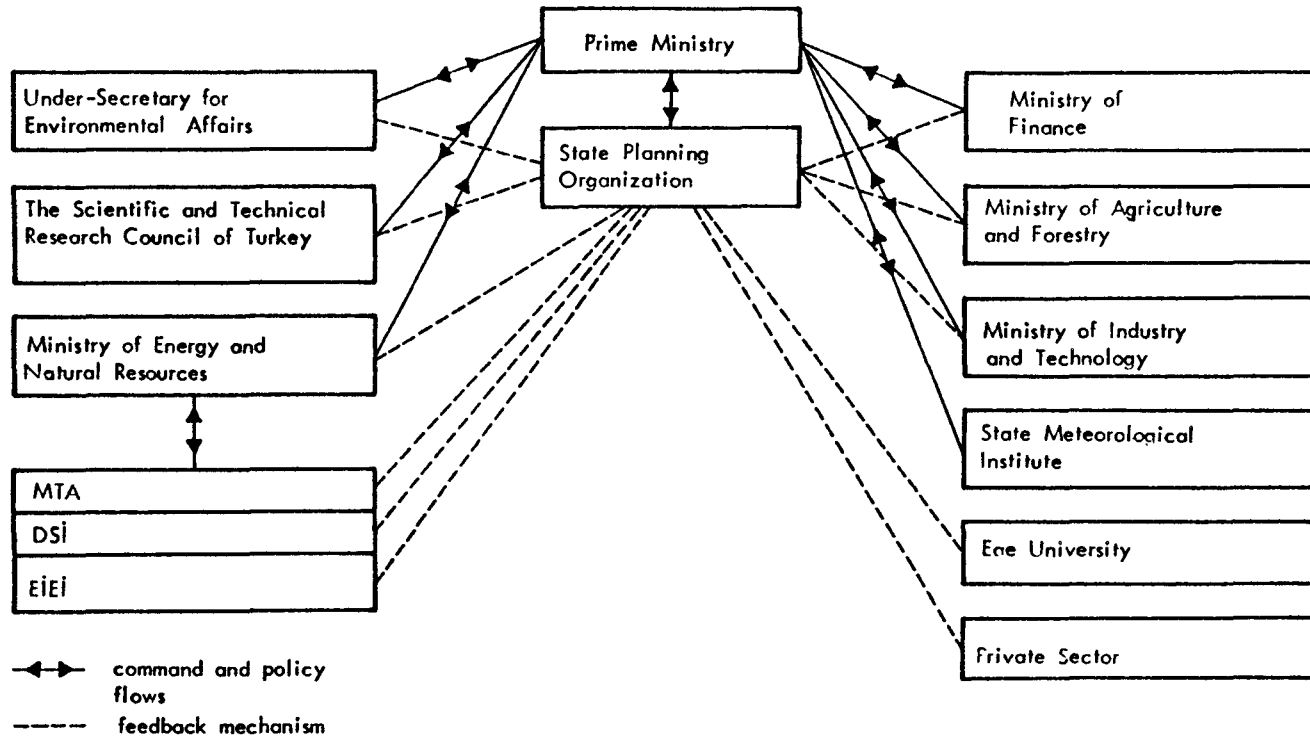 Prime Ministry
Under-Secretary for
Environmental Affairs
State Planning
Organization
Ministry of
Finance
The Scientific and Technical
Research Council of Turkey
Ministry of Agriculture
and Forestry
Ministry of Energy and
Natural Resources
Ministry of Industry
and Technology
State Meteorological
Institute
MTA
DSİ
EİEİ
Ege University
Private Sector
command and policy
flows
feedback mechanism